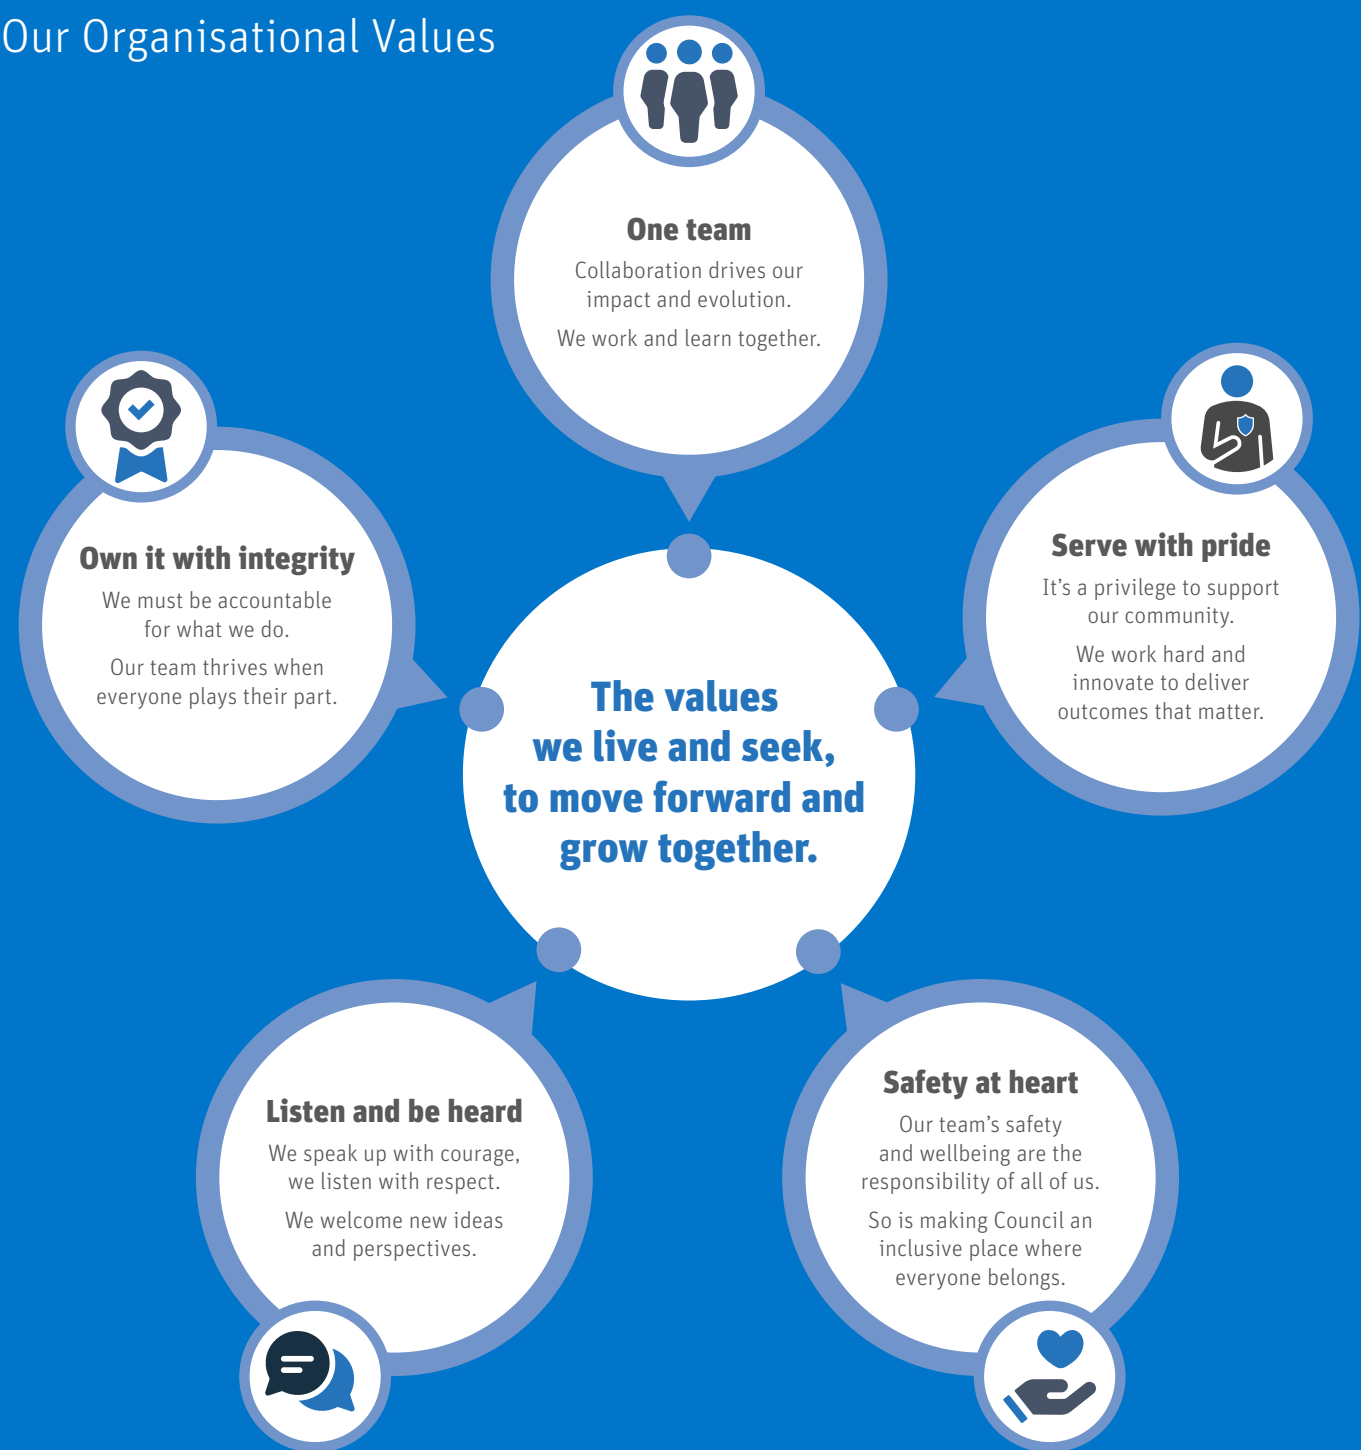 Our Organisational Values
One team
Collaboration drives our
impact and evolution.
We work and learn together.
Own it with integrity
We must be accountable
for what we do.
Our team thrives when
everyone plays their part.
Serve with pride
It's a privilege to support
our community.
We work hard and
innovate to deliver
outcomes that matter.
The values
we live and seek,
to move forward and
grow together.
Listen and be heard
We speak up with courage,
we listen with respect.
We welcome new ideas
and perspectives.
Safety at heart
Our team's safety
and wellbeing are the
responsibility of all of us.
So is making Council an
inclusive place where
everyone belongs.